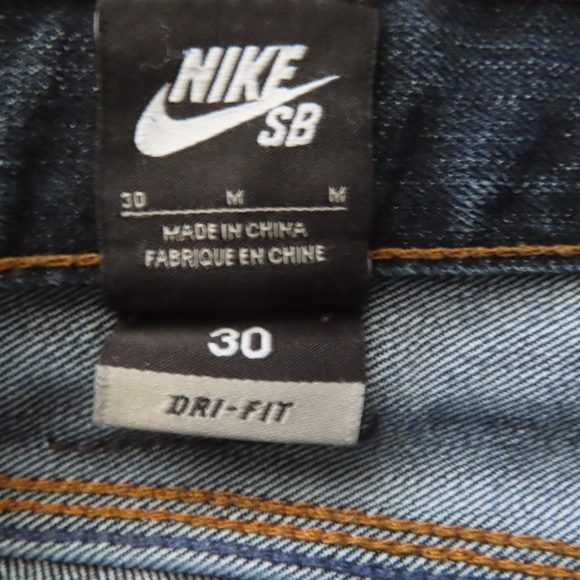 NIKE
SB
30 M M
MADE IN CHINA
FABRIQUE EN CHINE
30
DRI-FIT